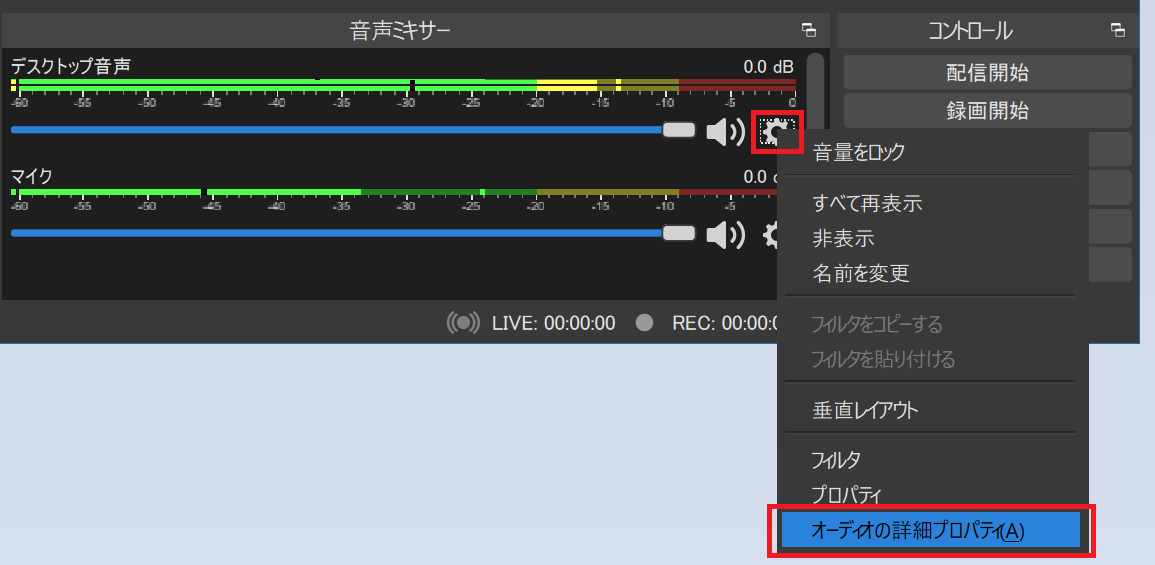 音声ミキサー
コントロール
デスクトップ音声
0.0 dB
-60 -55 -50 -45 -40 -35 -30 -25 -20 -15 -10 -5 0
配信開始
録画開始
マイク
0.0
-60 -55 -50 -45 -40 -35 -30 -25 -20 -15 -10 -5
LIVE: 00:00:00
REC: 00:00:0
音量をロック
すべて再表示
非表示
名前を変更
フィルタをコピーする
フィルタを貼り付ける
垂直レイアウト
フィルタ
プロパティ
オーディオの詳細プロパティ(A)